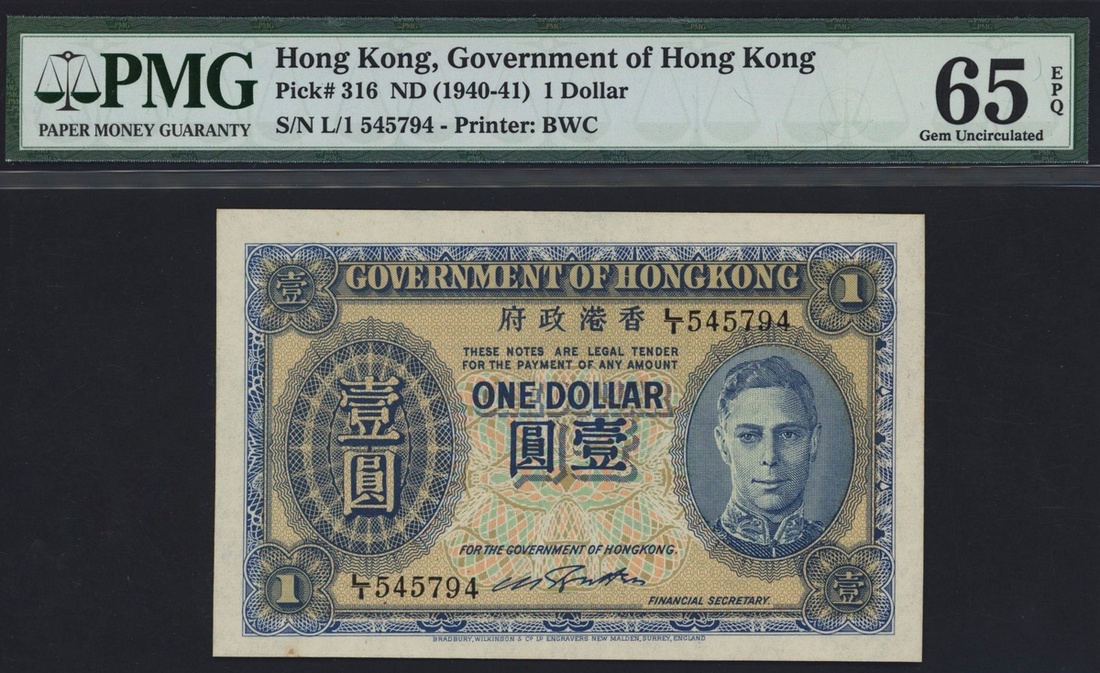 PMG
PAPER MONEY GUARANTY
Hong Kong, Government of Hong Kong
Pick# 316 ND (1940-41) 1 Dollar
S/N L/1 545794 - Printer: BWC
65
EPQ
Gem Uncirculated
壹
GOVERNMENT OF HONGKONG
1
府政港香
L/1 545794
THESE NOTES ARE LEGAL TENDER
FOR THE PAYMENT OF ANY AMOUNT
ONE DOLLAR
圓壹
壹圓
FOR THE GOVERNMENT OF HONGKONG.
1
L/1 545794
FINANCIAL SECRETARY.
壹
BRADBURY, WILKINSON & Co Ld ENGRAVERS NEW MALDEN, SURREY, ENGLAND